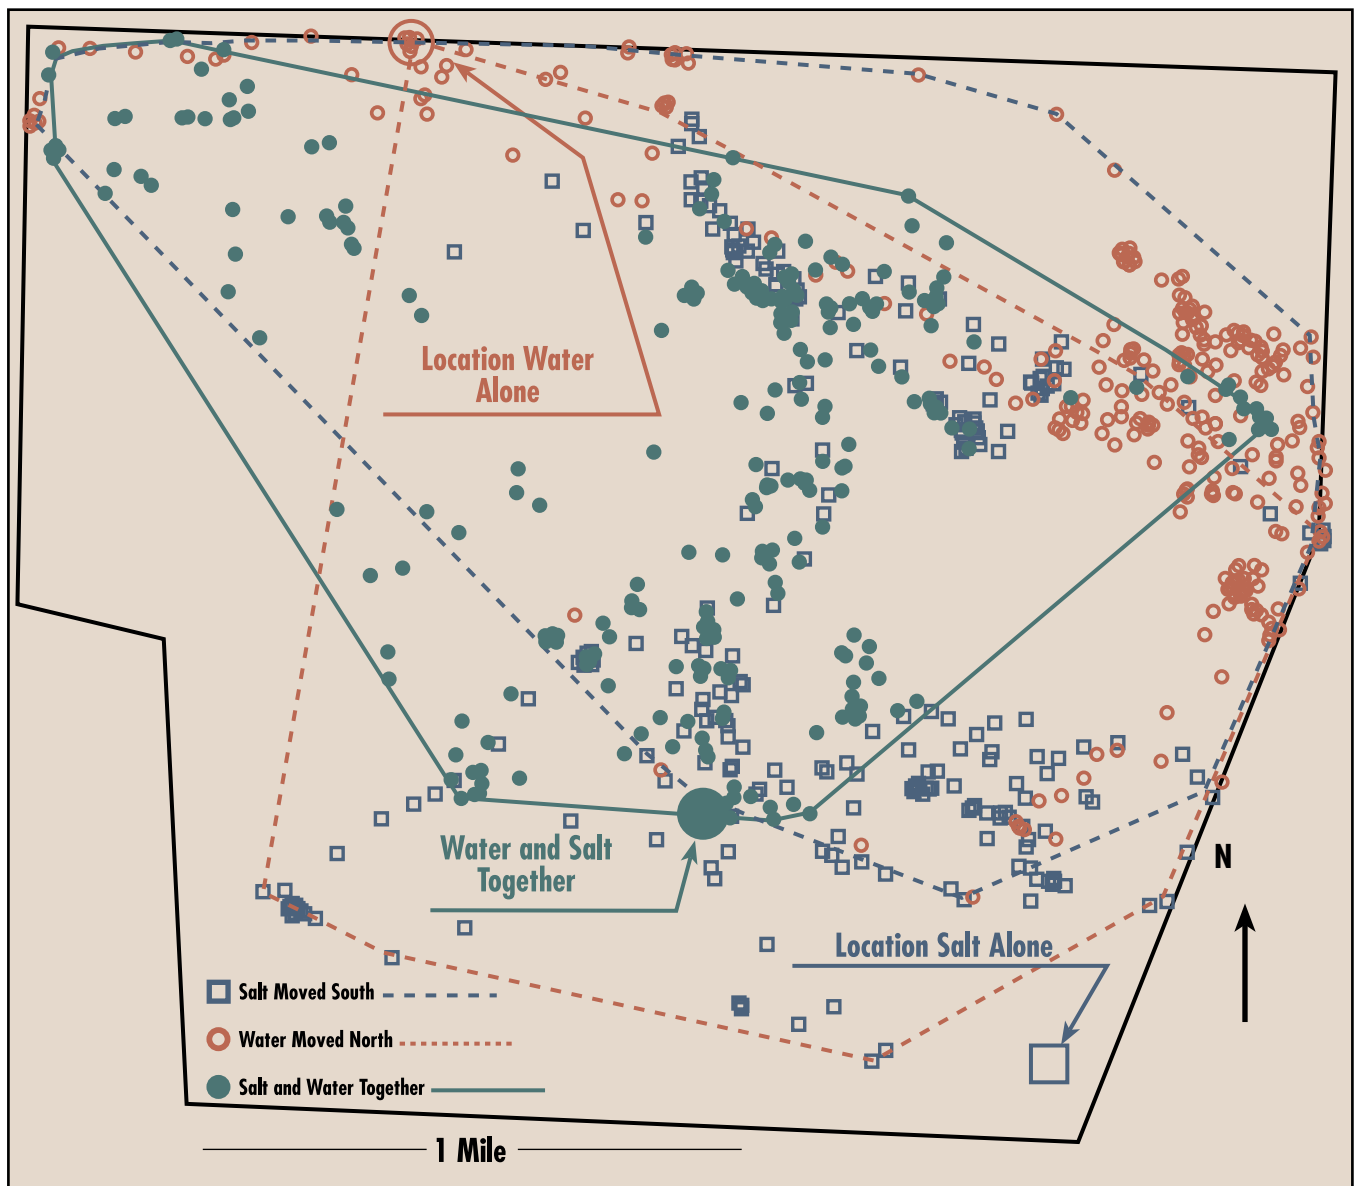 Location Water
Alone
Water and Salt
Together
N
Location Salt Alone
Salt Moved South
Water Moved North
Salt and Water Together
1 Mile